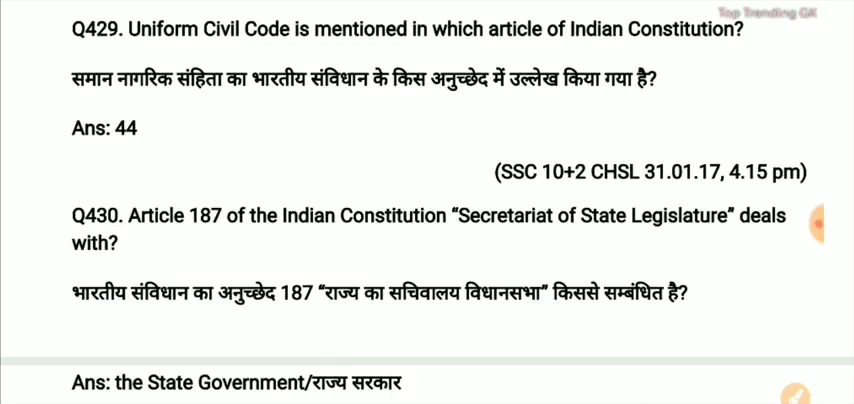 Top Trending GK
Q429. Uniform Civil Code is mentioned in which article of Indian Constitution?
समान नागरिक संहिता का भारतीय संविधान के किस अनुच्छेद में उल्लेख किया गया है?
Ans: 44
(SSC 10+2 CHSL 31.01.17, 4.15 pm)
Q430. Article 187 of the Indian Constitution “Secretariat of State Legislature” deals
with?
भारतीय संविधान का अनुच्छेद 187 “राज्य का सचिवालय विधानसभा” किससे सम्बंधित है?
Ans: the State Government/राज्य सरकार